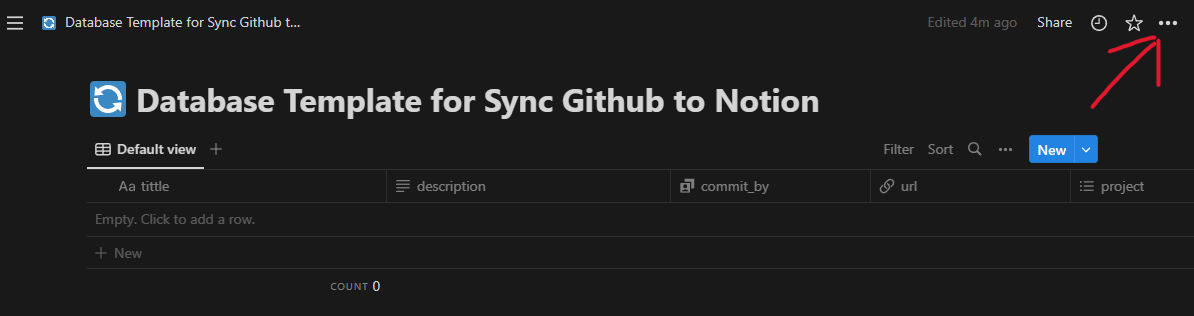 Database Template for Sync Github t...
Edited 4m ago Share
Database Template for Sync Github to Notion
Default view Filter Sort New
Aa tittle description commit_by url project
Empty. Click to add a row.
New
COUNT 0